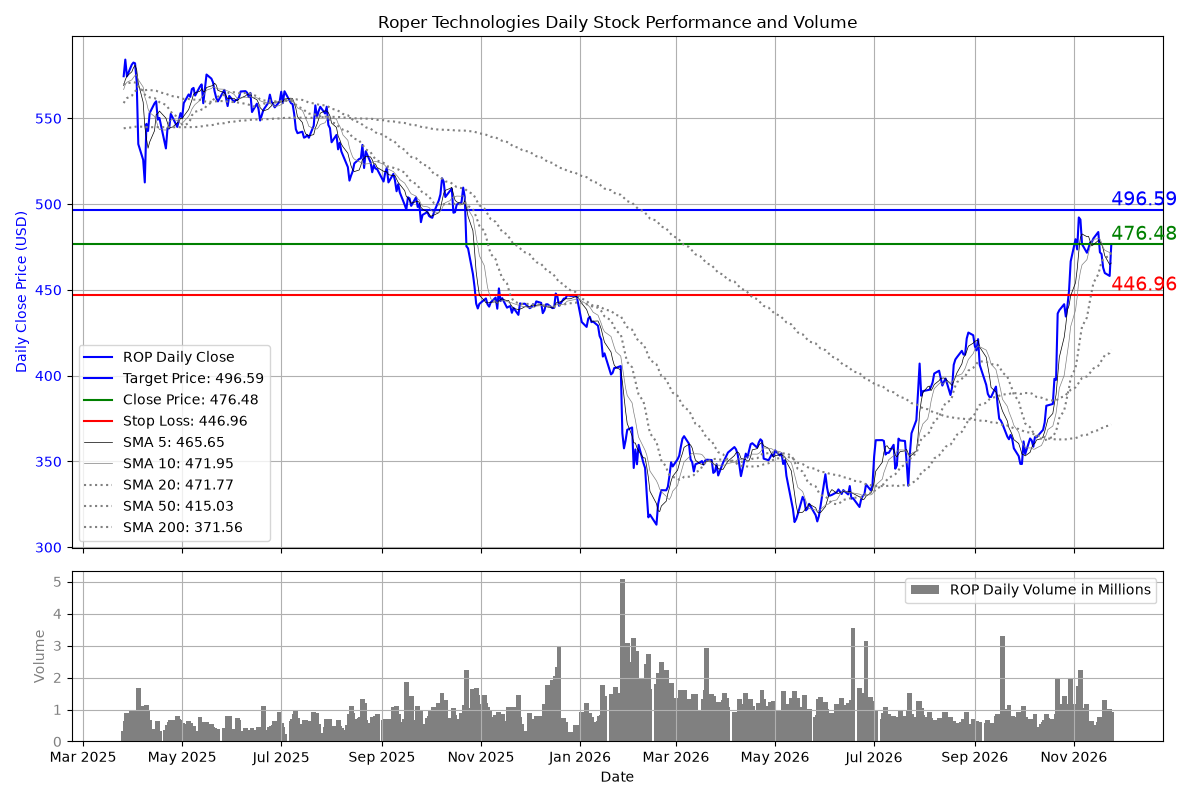 Roper Technologies Daily Stock Performance and Volume
Daily Close Price (USD)
550
500
450
400
350
300
496.59
476.48
446.96
ROP Daily Close
Target Price: 496.59
Close Price: 476.48
Stop Loss: 446.96
SMA 5: 465.65
SMA 10: 471.95
SMA 20: 471.77
SMA 50: 415.03
SMA 200: 371.56
Volume
5
4
3
2
1
0
ROP Daily Volume in Millions
Mar 2025 May 2025 Jul 2025 Sep 2025 Nov 2025 Jan 2026 Mar 2026 May 2026 Jul 2026 Sep 2026 Nov 2026
Date